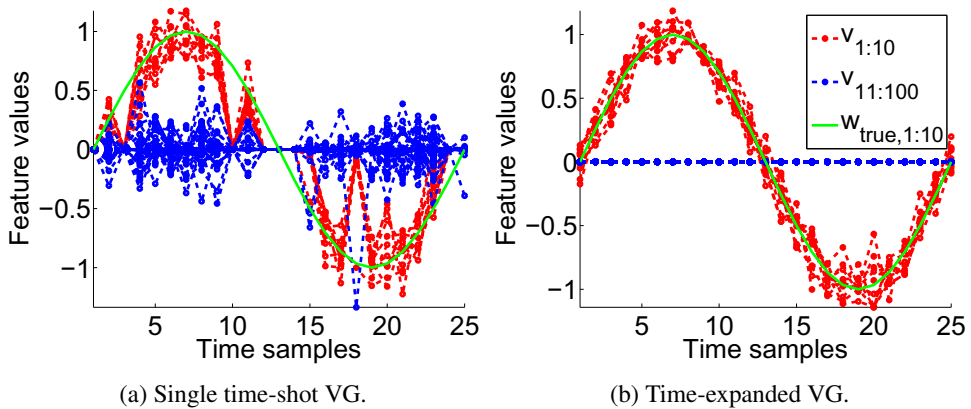 1
0.5
0
−0.5
−1
Feature values
5 10 15 20 25
Time samples
(a) Single time-shot VG.
1
0.5
0
−0.5
−1
Feature values
5 10 15 20 25
Time samples
v1:10
v11:100
wtrue,1:10
(b) Time-expanded VG.